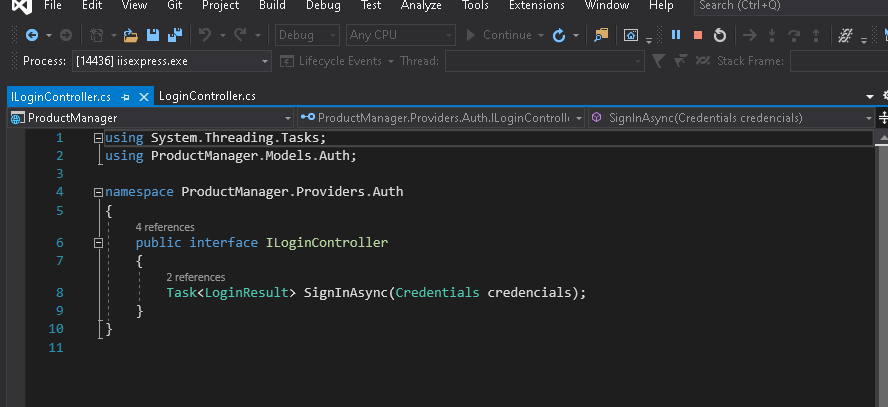 File Edit View Git Project Build Debug Test Analyze Tools Extensions Window Help Search (Ctrl+Q)
Debug Any CPU Continue
Process: [14436] iisexpress.exe Lifecycle Events Thread: Stack Frame:
ILoginController.cs LoginController.cs
ProductManager ProductManager.Providers.Auth.ILoginControlle SignInAsync(Credentials credencials)
1 using System.Threading.Tasks;
2 using ProductManager.Models.Auth;
3
4 namespace ProductManager.Providers.Auth
5 {
4 references
6 public interface ILoginController
7 {
2 references
8 Task<LoginResult> SignInAsync(Credentials credencials);
9 }
10 }
11